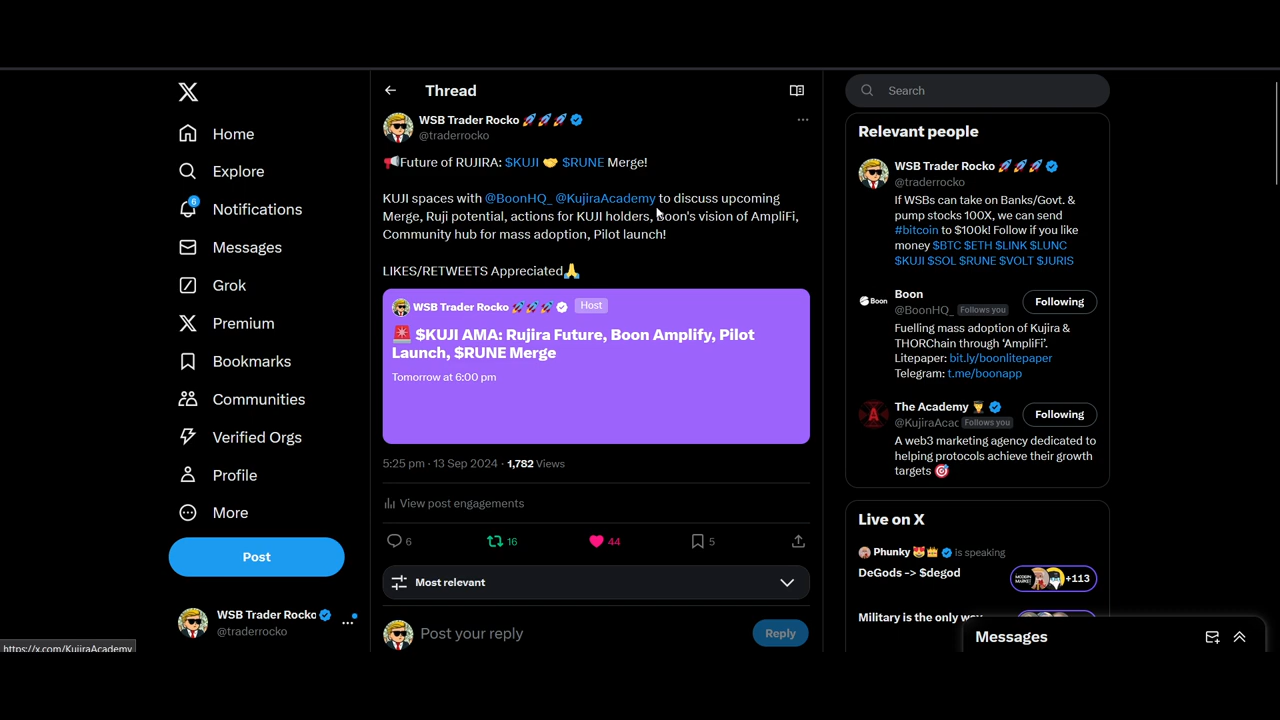 Home
Explore
6
Notifications
Messages
Grok
Premium
Bookmarks
Communities
Verified Orgs
Profile
More
Post
WSB Trader Rocko
@traderrocko
https://x.com/KujiraAcademy
Thread
WSB Trader Rocko 🚀🚀🚀
@traderrocko
📢Future of RUJIRA: $KUJI 🤝 $RUNE Merge!
KUJI spaces with @BoonHQ_ @KujiraAcademy to discuss upcoming
Merge, Ruji potential, actions for KUJI holders, Boon's vision of AmpliFi,
Community hub for mass adoption, Pilot launch!
LIKES/RETWEETS Appreciated🙏
WSB Trader Rocko 🚀🚀🚀 Host
🚨 $KUJI AMA: Rujira Future, Boon Amplify, Pilot
Launch, $RUNE Merge
Tomorrow at 6:00 pm
5:25 pm · 13 Sep 2024 · 1,782 Views
View post engagements
6 16 44 5
Most relevant
Post your reply
Reply
Search
Relevant people
WSB Trader Rocko 🚀🚀🚀
@traderrocko
If WSBs can take on Banks/Govt. &
pump stocks 100X, we can send
#bitcoin to $100k! Follow if you like
money $BTC $ETH $LINK $LUNC
$KUJI $SOL $RUNE $VOLT $JURIS
Boon
@BoonHQ_ Follows you
Following
Fuelling mass adoption of Kujira &
THORChain through 'AmpliFi'.
Litepaper: bit.ly/boonlitepaper
Telegram: t.me/boonapp
The Academy
@KujiraAcac Follows you
Following
A web3 marketing agency dedicated to
helping protocols achieve their growth
targets 🎯
Live on X
Phunky is speaking
DeGods -> $degod
+113
Military is the only way
Messages